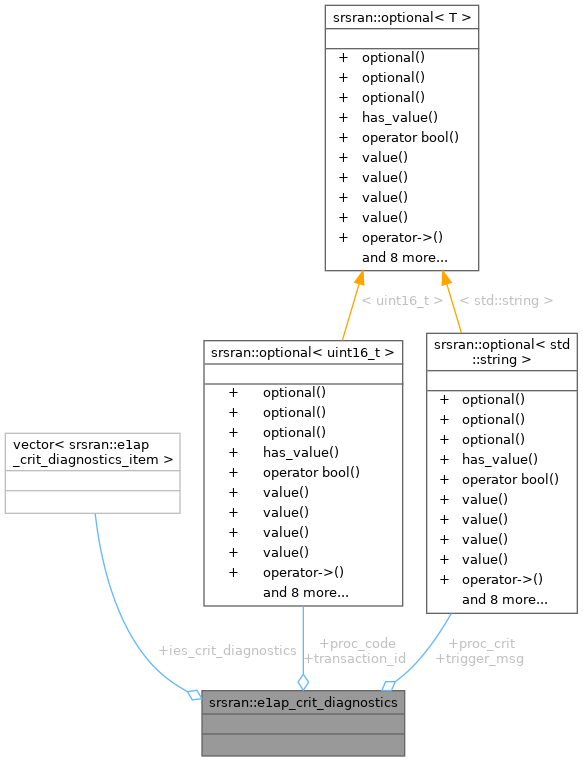 srsran::optional< T >
+ optional()
+ optional()
+ optional()
+ has_value()
+ operator bool()
+ value()
+ value()
+ value()
+ value()
+ operator->()
and 8 more...
< uint16_t >
< std::string >
srsran::optional< uint16_t >
+ optional()
+ optional()
+ optional()
+ has_value()
+ operator bool()
+ value()
+ value()
+ value()
+ value()
+ operator->()
and 8 more...
srsran::optional< std
::string >
+ optional()
+ optional()
+ optional()
+ has_value()
+ operator bool()
+ value()
+ value()
+ value()
+ value()
+ operator->()
and 8 more...
vector< srsran::e1ap
_crit_diagnostics_item >
+ies_crit_diagnostics
+proc_code
+transaction_id
+proc_crit
+trigger_msg
srsran::e1ap_crit_diagnostics